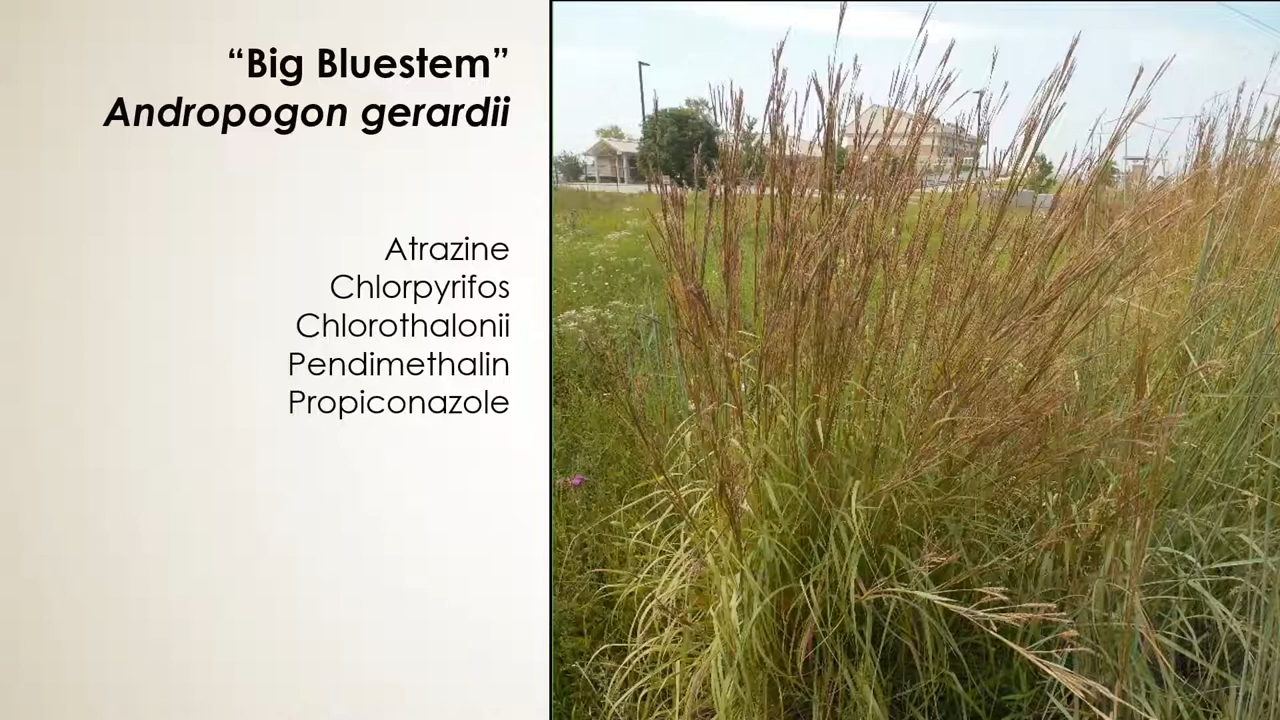 “Big Bluestem”
Andropogon gerardii
Atrazine
Chlorpyrifos
Chlorothalonii
Pendimethalin
Propiconazole